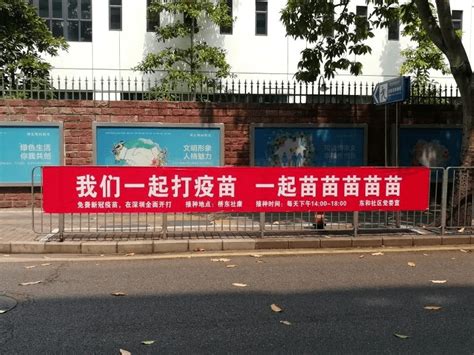 我们一起打疫苗 一起苗苗苗苗苗
免费新冠疫苗,在深圳全面开打 接种地点:桥东社康 接种时间:每天下午14:00-18:00 东和社区党委宣
绿色生活
你我共创
文明形象
人格魅力